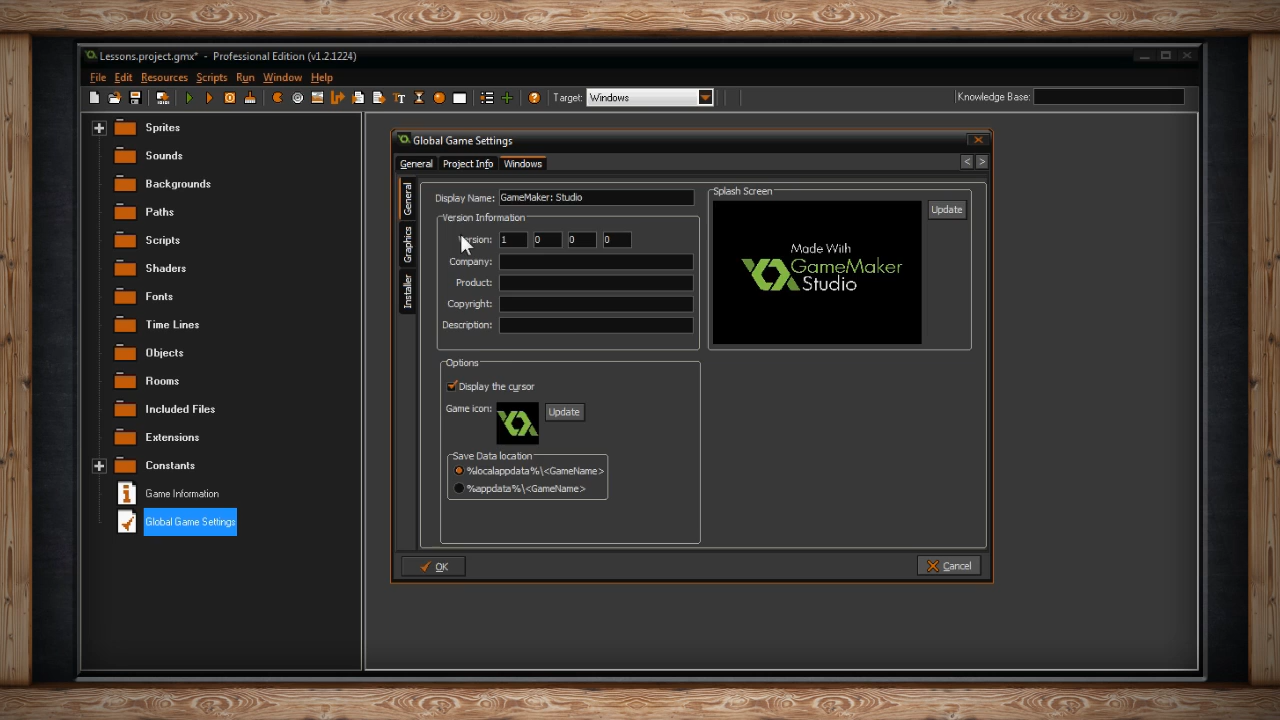 Lessons.project.gmx* - Professional Edition (v1.2.1224)
File Edit Resources Scripts Run Window Help
Target: Windows
Knowledge Base:
Sprites
Sounds
Backgrounds
Paths
Scripts
Shaders
Fonts
Time Lines
Objects
Rooms
Included Files
Extensions
Constants
Game Information
Global Game Settings
Global Game Settings
General Project Info Windows
General
Graphics
Installer
Display Name: GameMaker: Studio
Version Information
Version: 1 0 0 0
Company:
Product:
Copyright:
Description:
Options
Display the cursor
Game icon: Update
Save Data location
%localappdata%\<GameName>
%appdata%\<GameName>
Splash Screen
Made With
GameMaker
Studio
Update
OK
Cancel